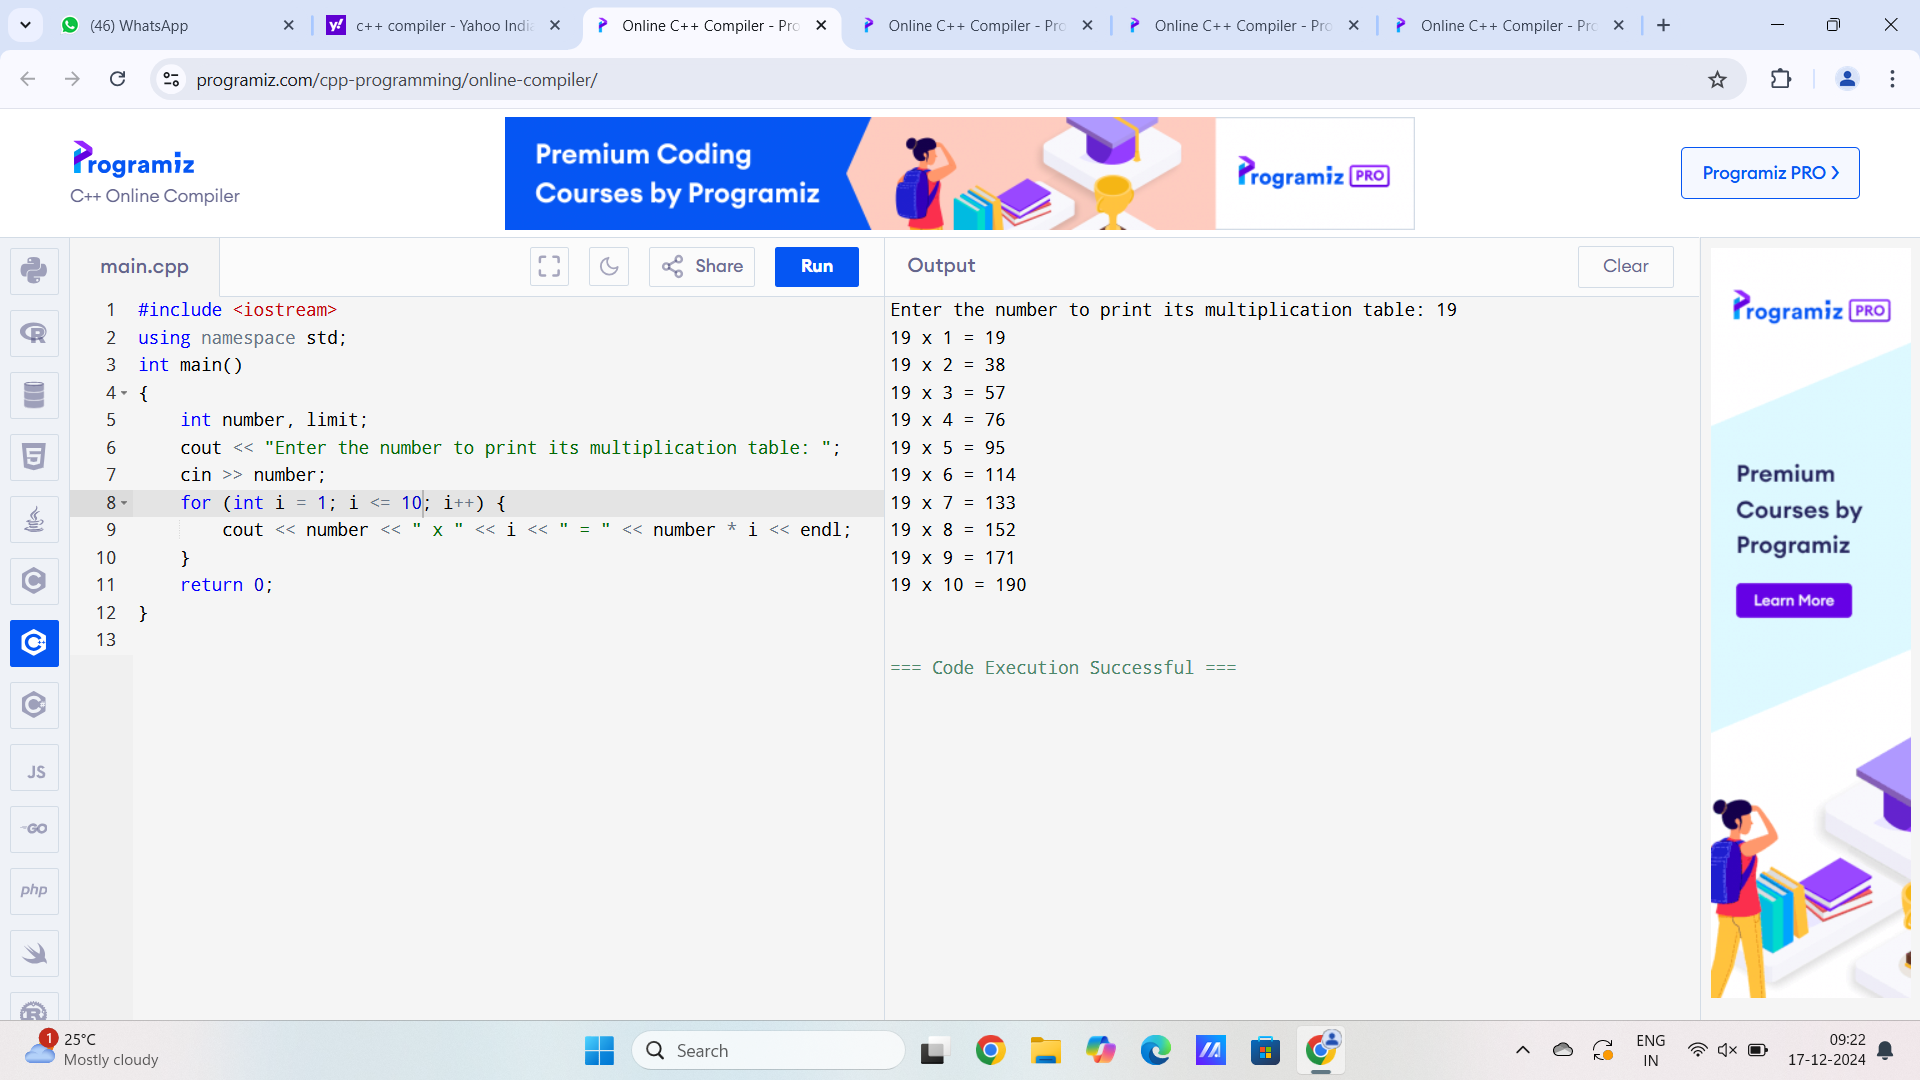 (46) WhatsApp
c++ compiler - Yahoo India
Online C++ Compiler - Pro
Online C++ Compiler - Pro
Online C++ Compiler - Pro
Online C++ Compiler - Pro
programiz.com/cpp-programming/online-compiler/
Programiz
C++ Online Compiler
Premium Coding
Courses by Programiz
Programiz PRO
Programiz PRO
main.cpp
Share
Run
Output
Clear
1 #include <iostream>
2 using namespace std;
3 int main()
4 {
5 int number, limit;
6 cout << "Enter the number to print its multiplication table: ";
7 cin >> number;
8 for (int i = 1; i <= 10; i++) {
9 cout << number << " x " << i << " = " << number * i << endl;
10 }
11 return 0;
12 }
13
Enter the number to print its multiplication table: 19
19 x 1 = 19
19 x 2 = 38
19 x 3 = 57
19 x 4 = 76
19 x 5 = 95
19 x 6 = 114
19 x 7 = 133
19 x 8 = 152
19 x 9 = 171
19 x 10 = 190
=== Code Execution Successful ===
Programiz PRO
Premium
Courses by
Programiz
Learn More
JS
GO
php
1
25°C
Mostly cloudy
Search
ENG
IN
09:22
17-12-2024